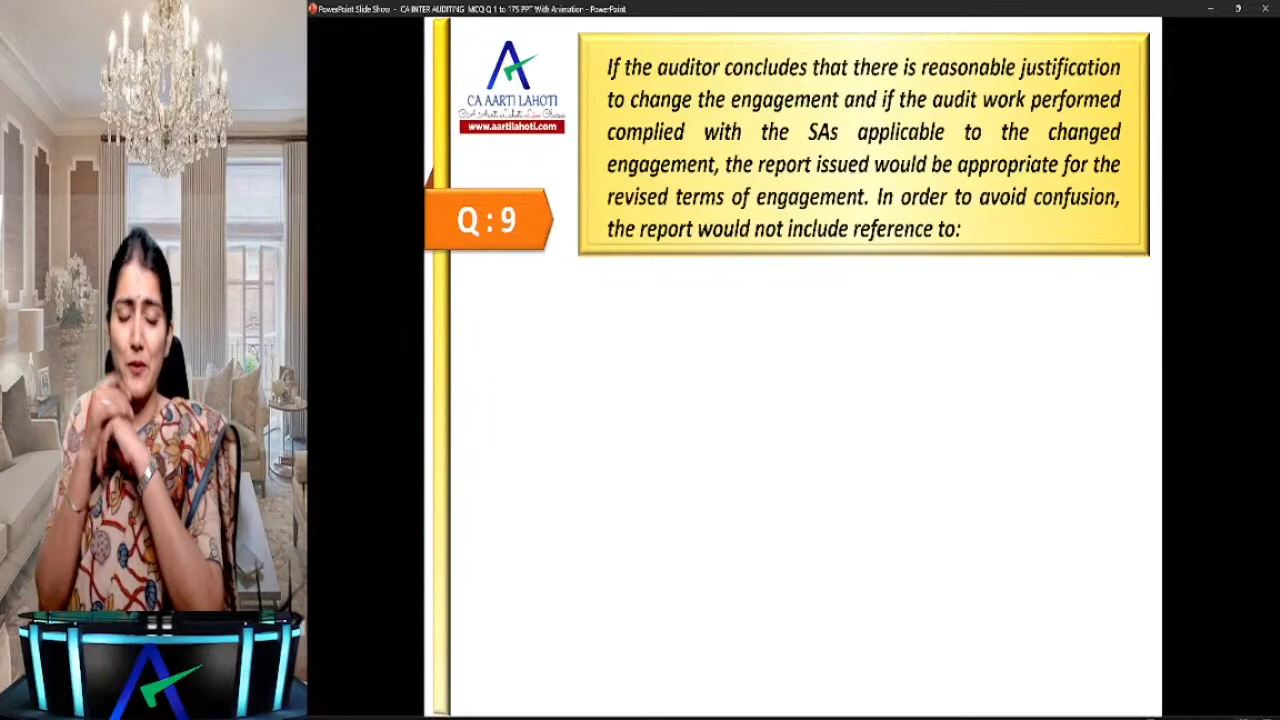 PowerPoint Slide Show - CA INTER AUDITING MCQ-Q 1 to 175 PPT With Animation - PowerPoint
CA AARTI LAHOTI
www.aartilahoti.com
If the auditor concludes that there is reasonable justification
to change the engagement and if the audit work performed
complied with the SAs applicable to the changed
engagement, the report issued would be appropriate for the
revised terms of engagement. In order to avoid confusion,
the report would not include reference to:
Q : 9